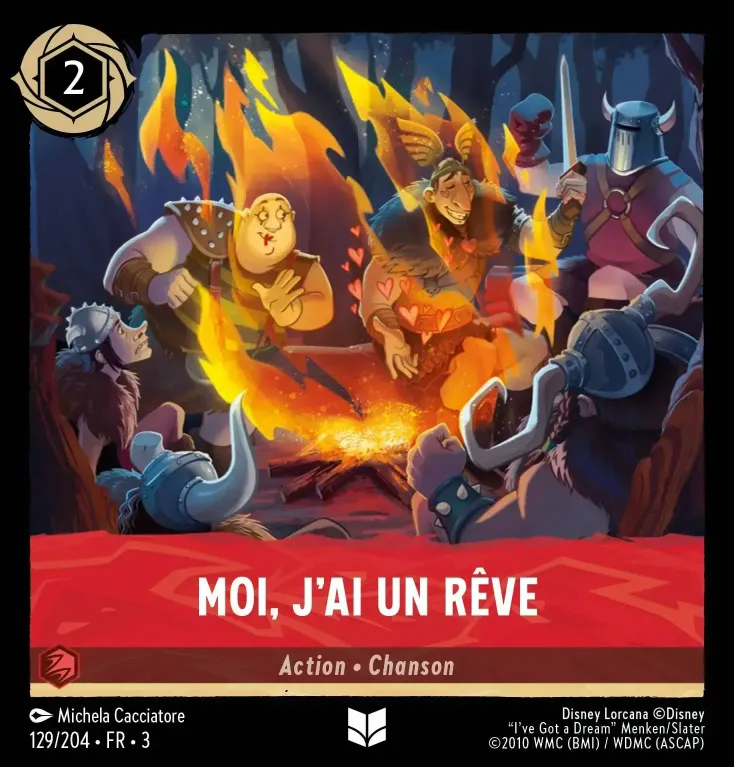 2
MOI, J'AI UN RÊVE
Action • Chanson
Michela Cacciatore
129/204 • FR • 3
Disney Lorcana ©Disney
“I've Got a Dream” Menken/Slater
©2010 WMC (BMI) / WDMC (ASCAP)